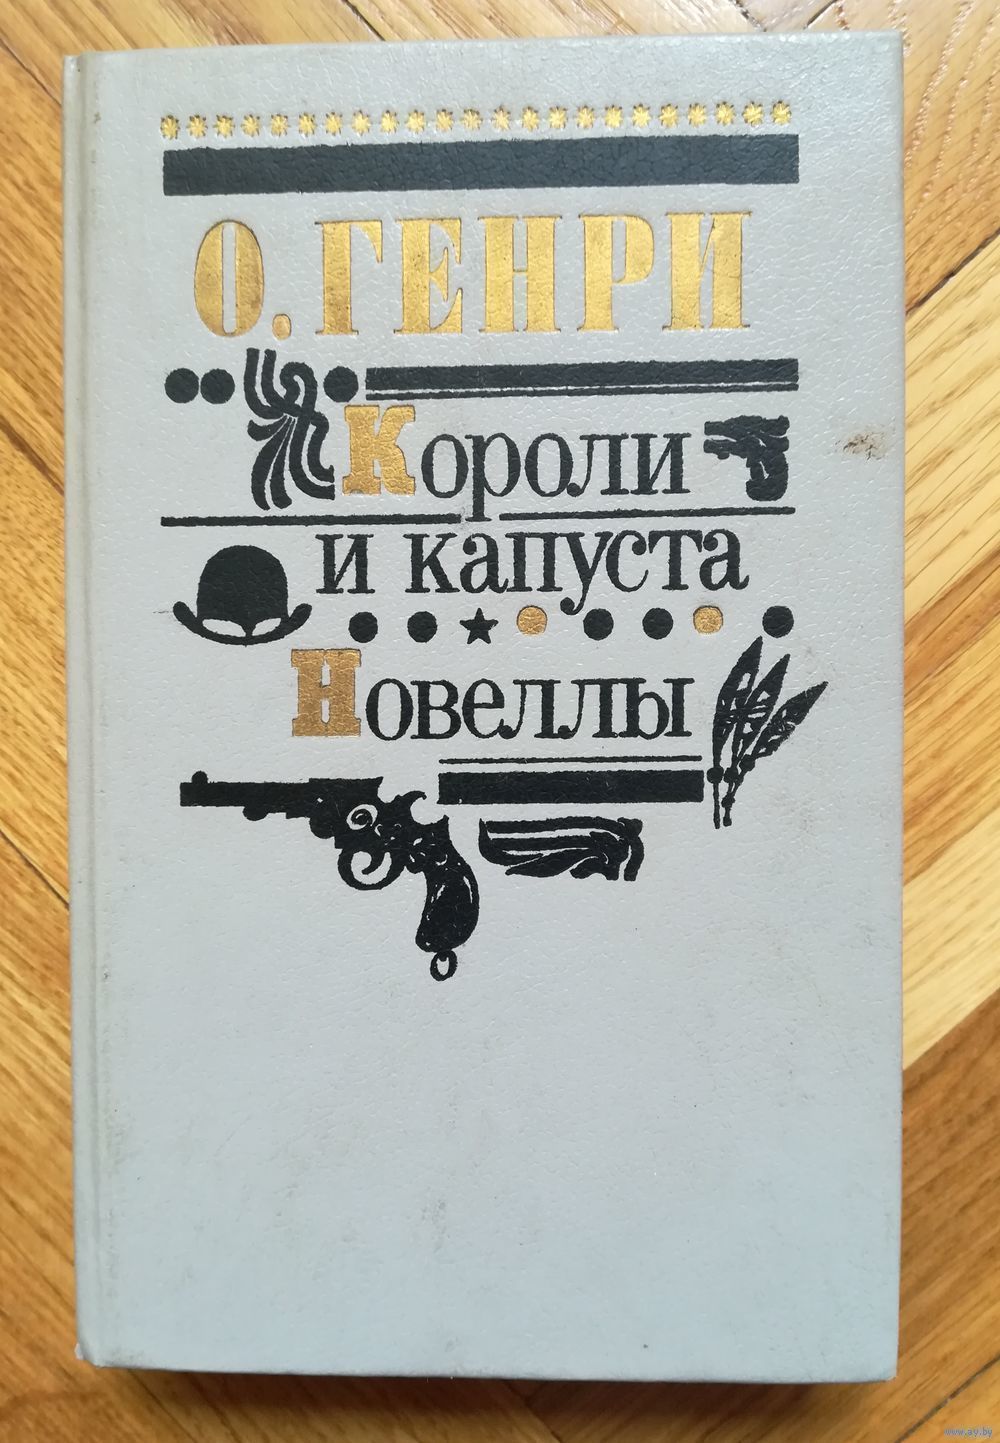 О. ГЕНРИ
Короли
и капуста
Новеллы
www.ay.by